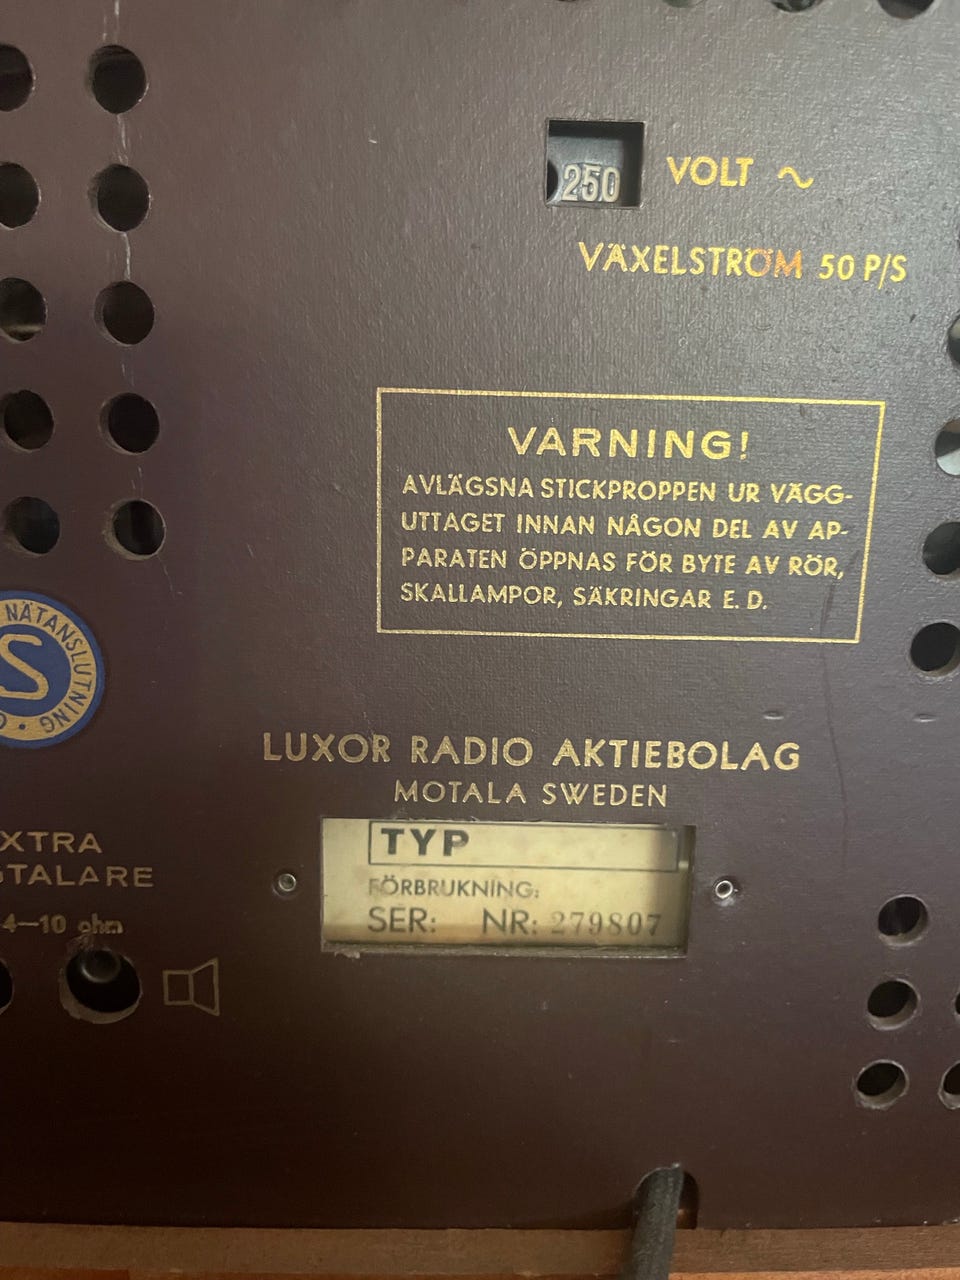 250 VOLT ~
VÄXELSTRÖM 50 P/S
VARNING!
AVLÄGSNA STICKPROPPEN UR VÄGG-
UTTAGET INNAN NÅGON DEL AV AP-
PARATEN ÖPPNAS FÖR BYTE AV RÖR,
SKALLAMPOR, SÄKRINGAR E. D.
NÄTANSLUTNING
S
LUXOR RADIO AKTIEBOLAG
MOTALA SWEDEN
XTRA
TALARE
4–10 ohm
TYP
FÖRBRUKNING:
SER: NR: 279807